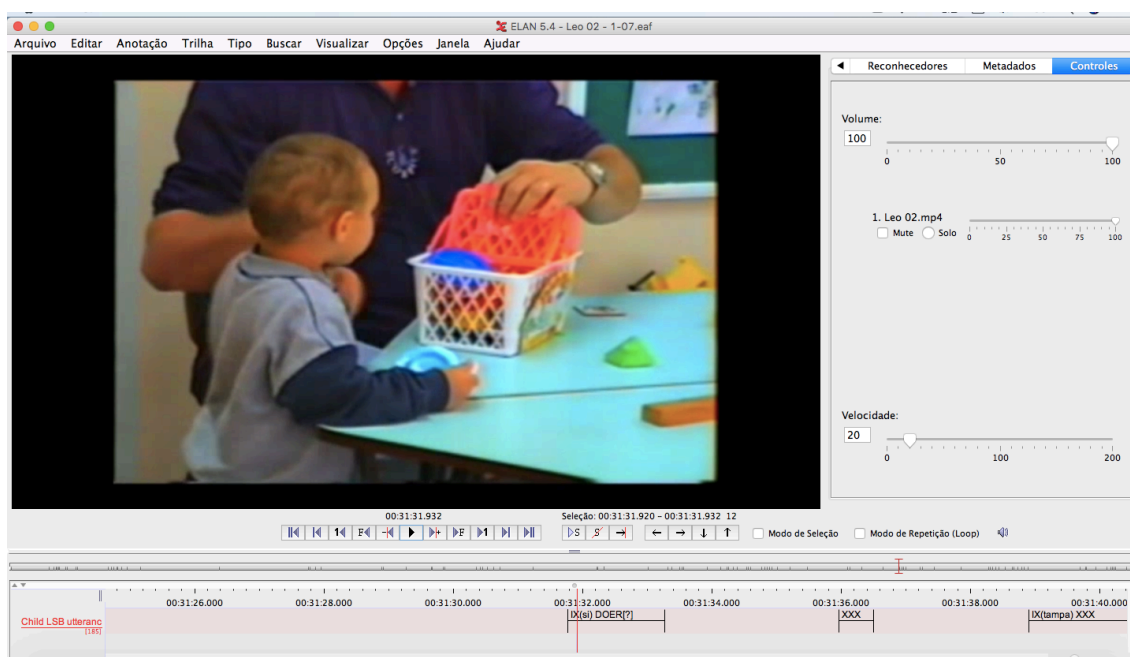 ELAN 5.4 - Leo 02 - 1-07.eaf
Arquivo Editar Anotação Trilha Tipo Buscar Visualizar Opções Janela Ajudar
Reconhecedores Metadados Controles
Volume:
100
0 50 100
1. Leo 02.mp4
Mute Solo
0 25 50 75 100
Velocidade:
20
0 100 200
00:31:31.932
Seleção: 00:31:31.920 - 00:31:31.932 12
1 F F 1 S S Modo de Seleção Modo de Repetição (Loop)
00:31:26.000 00:31:28.000 00:31:30.000 00:31:32.000 00:31:34.000 00:31:36.000 00:31:38.000 00:31:40.000
Child LSB utteranc IX(si) DOER[?] XXX IX(tampa) XXX
[185]